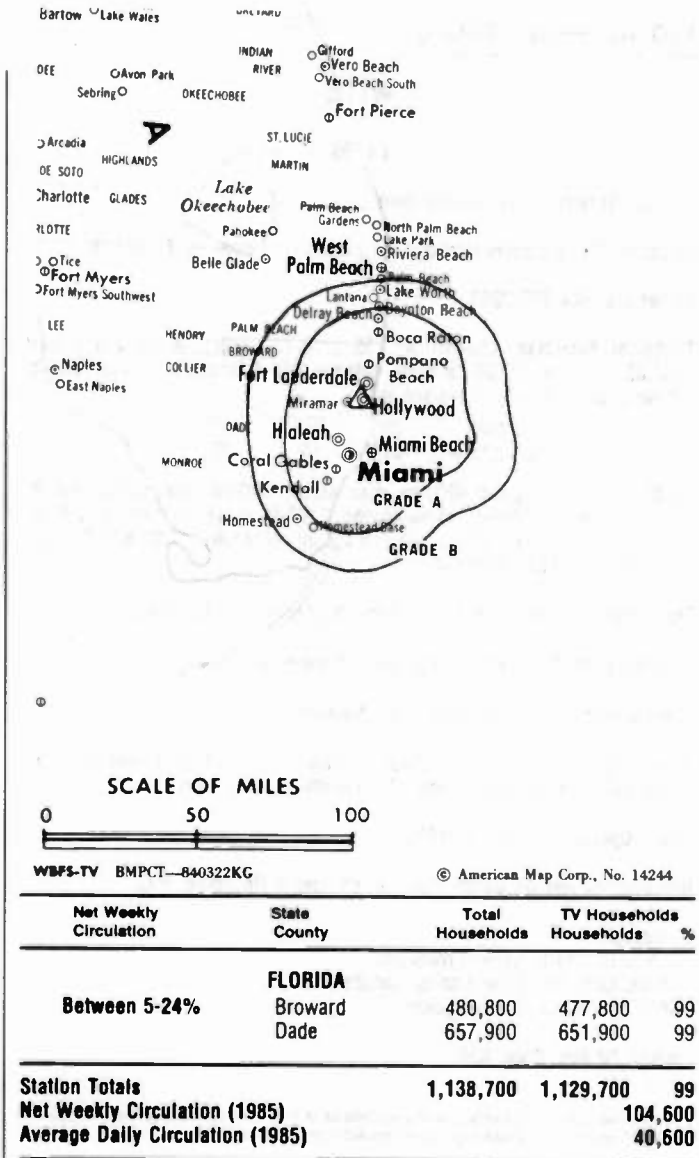 Bartow Lake Wales
INDIAN Gifford
RIVER Vero Beach
DEE Avon Park Vero Beach South
Sebring OKEECHOBEE
Fort Pierce
ST. LUCIE
Arcadia
HIGHLANDS MARTIN
DE SOTO
Charlotte GLADES Lake
Okeechobee Palm Beach
Gardens North Palm Beach
RLOTTE Pahokee Lake Park
Tice West Riviera Beach
Fort Myers Belle Glade Palm Beach
Palm Beach
Fort Myers Southwest Lantana Lake Worth
Delray Beach Boynton Beach
LEE HENDRY PALM BEACH
Boca Raton
BROWARD
Naples COLLIER Pompano
Beach
East Naples Fort Lauderdale
Miramar Hollywood
DAD Hialeah
Miami Beach
MONROE Coral Gables Miami
Kendall
GRADE A
Homestead Homestead Base
GRADE B
SCALE OF MILES
0 50 100
WBFS-TV BMPCT—840322KG © American Map Corp., No. 14244
Net Weekly State Total TV Households
Circulation County Households Households %
FLORIDA
Between 5-24% Broward 480,800 477,800 99
Dade 657,900 651,900 99
Station Totals 1,138,700 1,129,700 99
Net Weekly Circulation (1985) 104,600
Average Daily Circulation (1985) 40,600